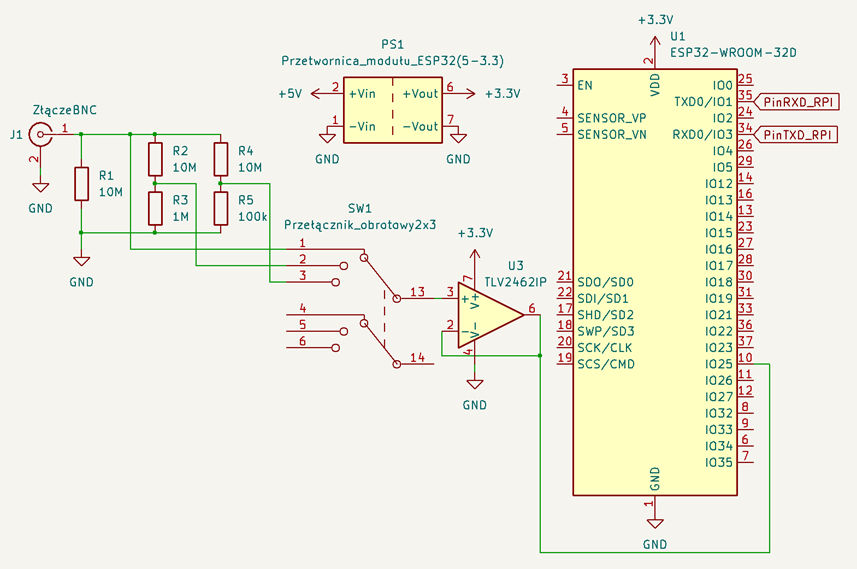 +3.3V
U1
ESP32-WROOM-32D
PS1
Przetwornica_modułu_ESP32(5-3.3)
+5V 2 +Vin +Vout 6 +3.3V
1 -Vin -Vout 7
GND GND
ZłączeBNC
J1 1
2
GND
R1
10M
R2
10M
R3
1M
R4
10M
R5
100k
GND
SW1
Przełącznik_obrotowy2x3
1
2
3
4
5
6
13
14
+3.3V
U3
TLV2462IP
7
V+
3 +
2 -
6
V-
4
GND
2
VDD
3 EN
4 SENSOR_VP
5 SENSOR_VN
21 SDO/SD0
22 SDI/SD1
17 SHD/SD2
18 SWP/SD3
20 SCK/CLK
19 SCS/CMD
IO0 25
TXD0/IO1 35 PinRXD_RPI
IO2 24
RXD0/IO3 34 PinTXD_RPI
IO4 26
IO5 29
IO12 14
IO13 16
IO14 13
IO15 23
IO16 27
IO17 28
IO18 30
IO19 31
IO21 33
IO22 36
IO23 37
IO25 10
IO26 11
IO27 12
IO32 8
IO33 9
IO34 6
IO35 7
GND
1
GND